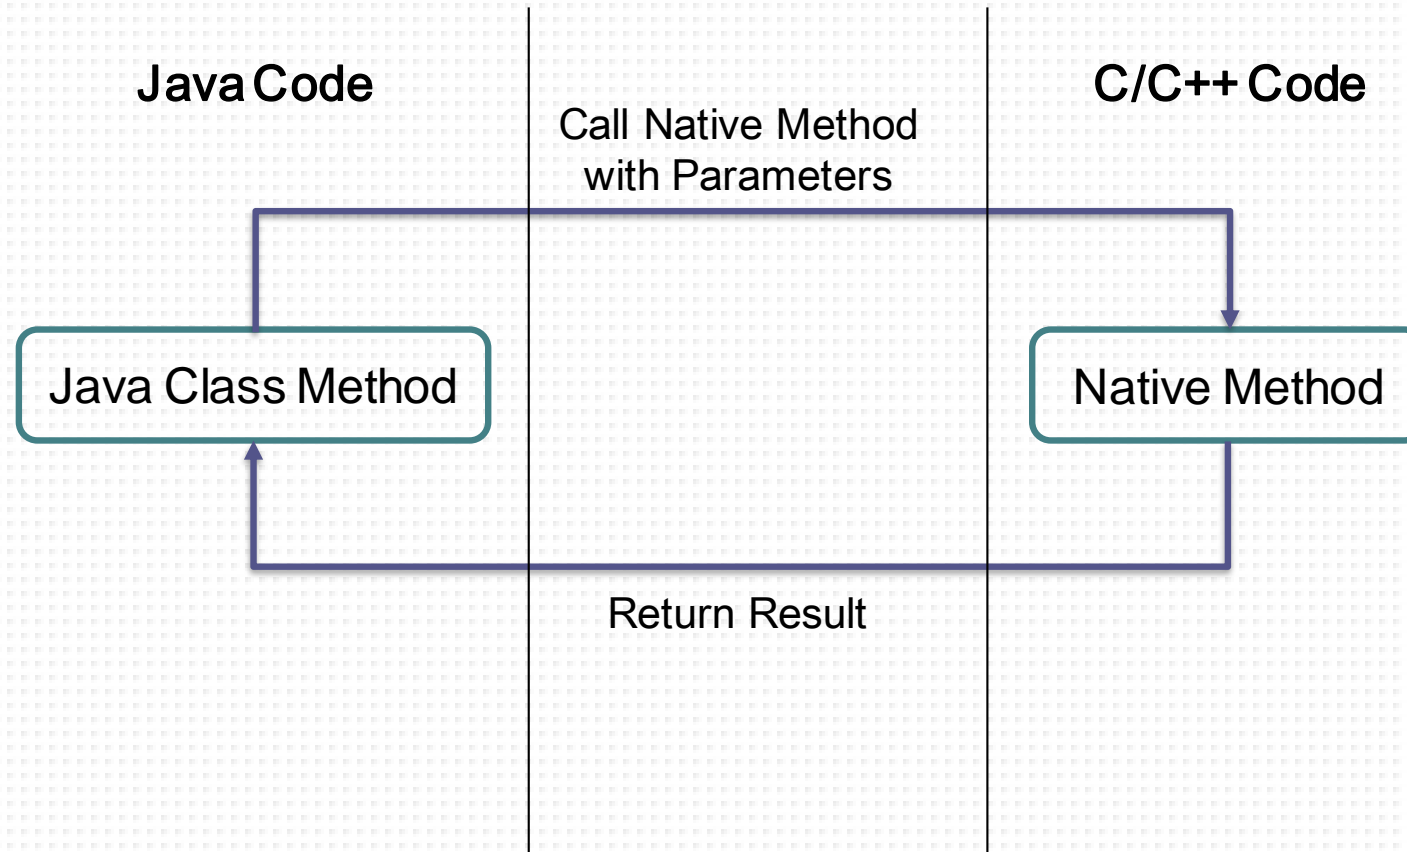 Java Code
C/C++ Code
Call Native Method
with Parameters
Java Class Method
Native Method
Return Result